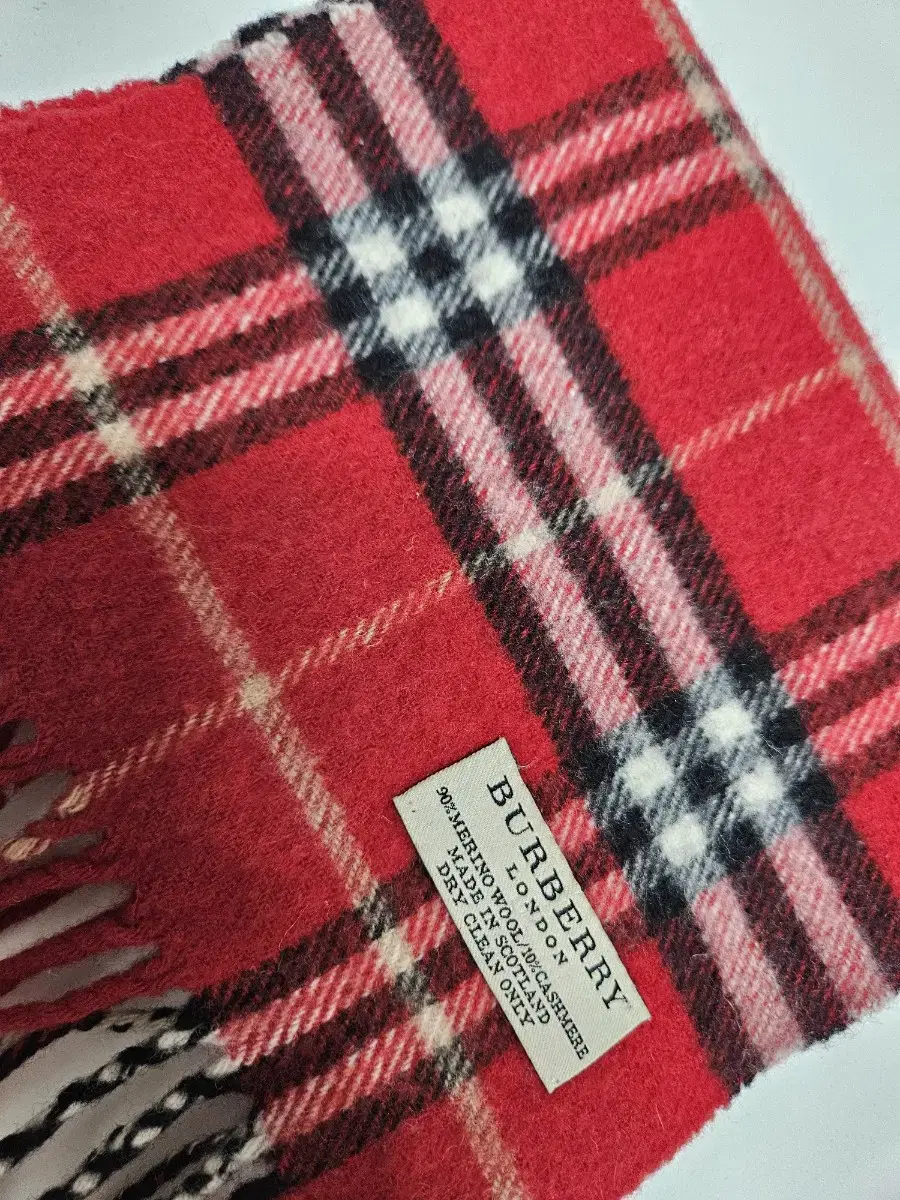 BURBERRY
LONDON
90%MERINO WOOL/10%CASHMERE
MADE IN SCOTLAND
DRY CLEAN ONLY